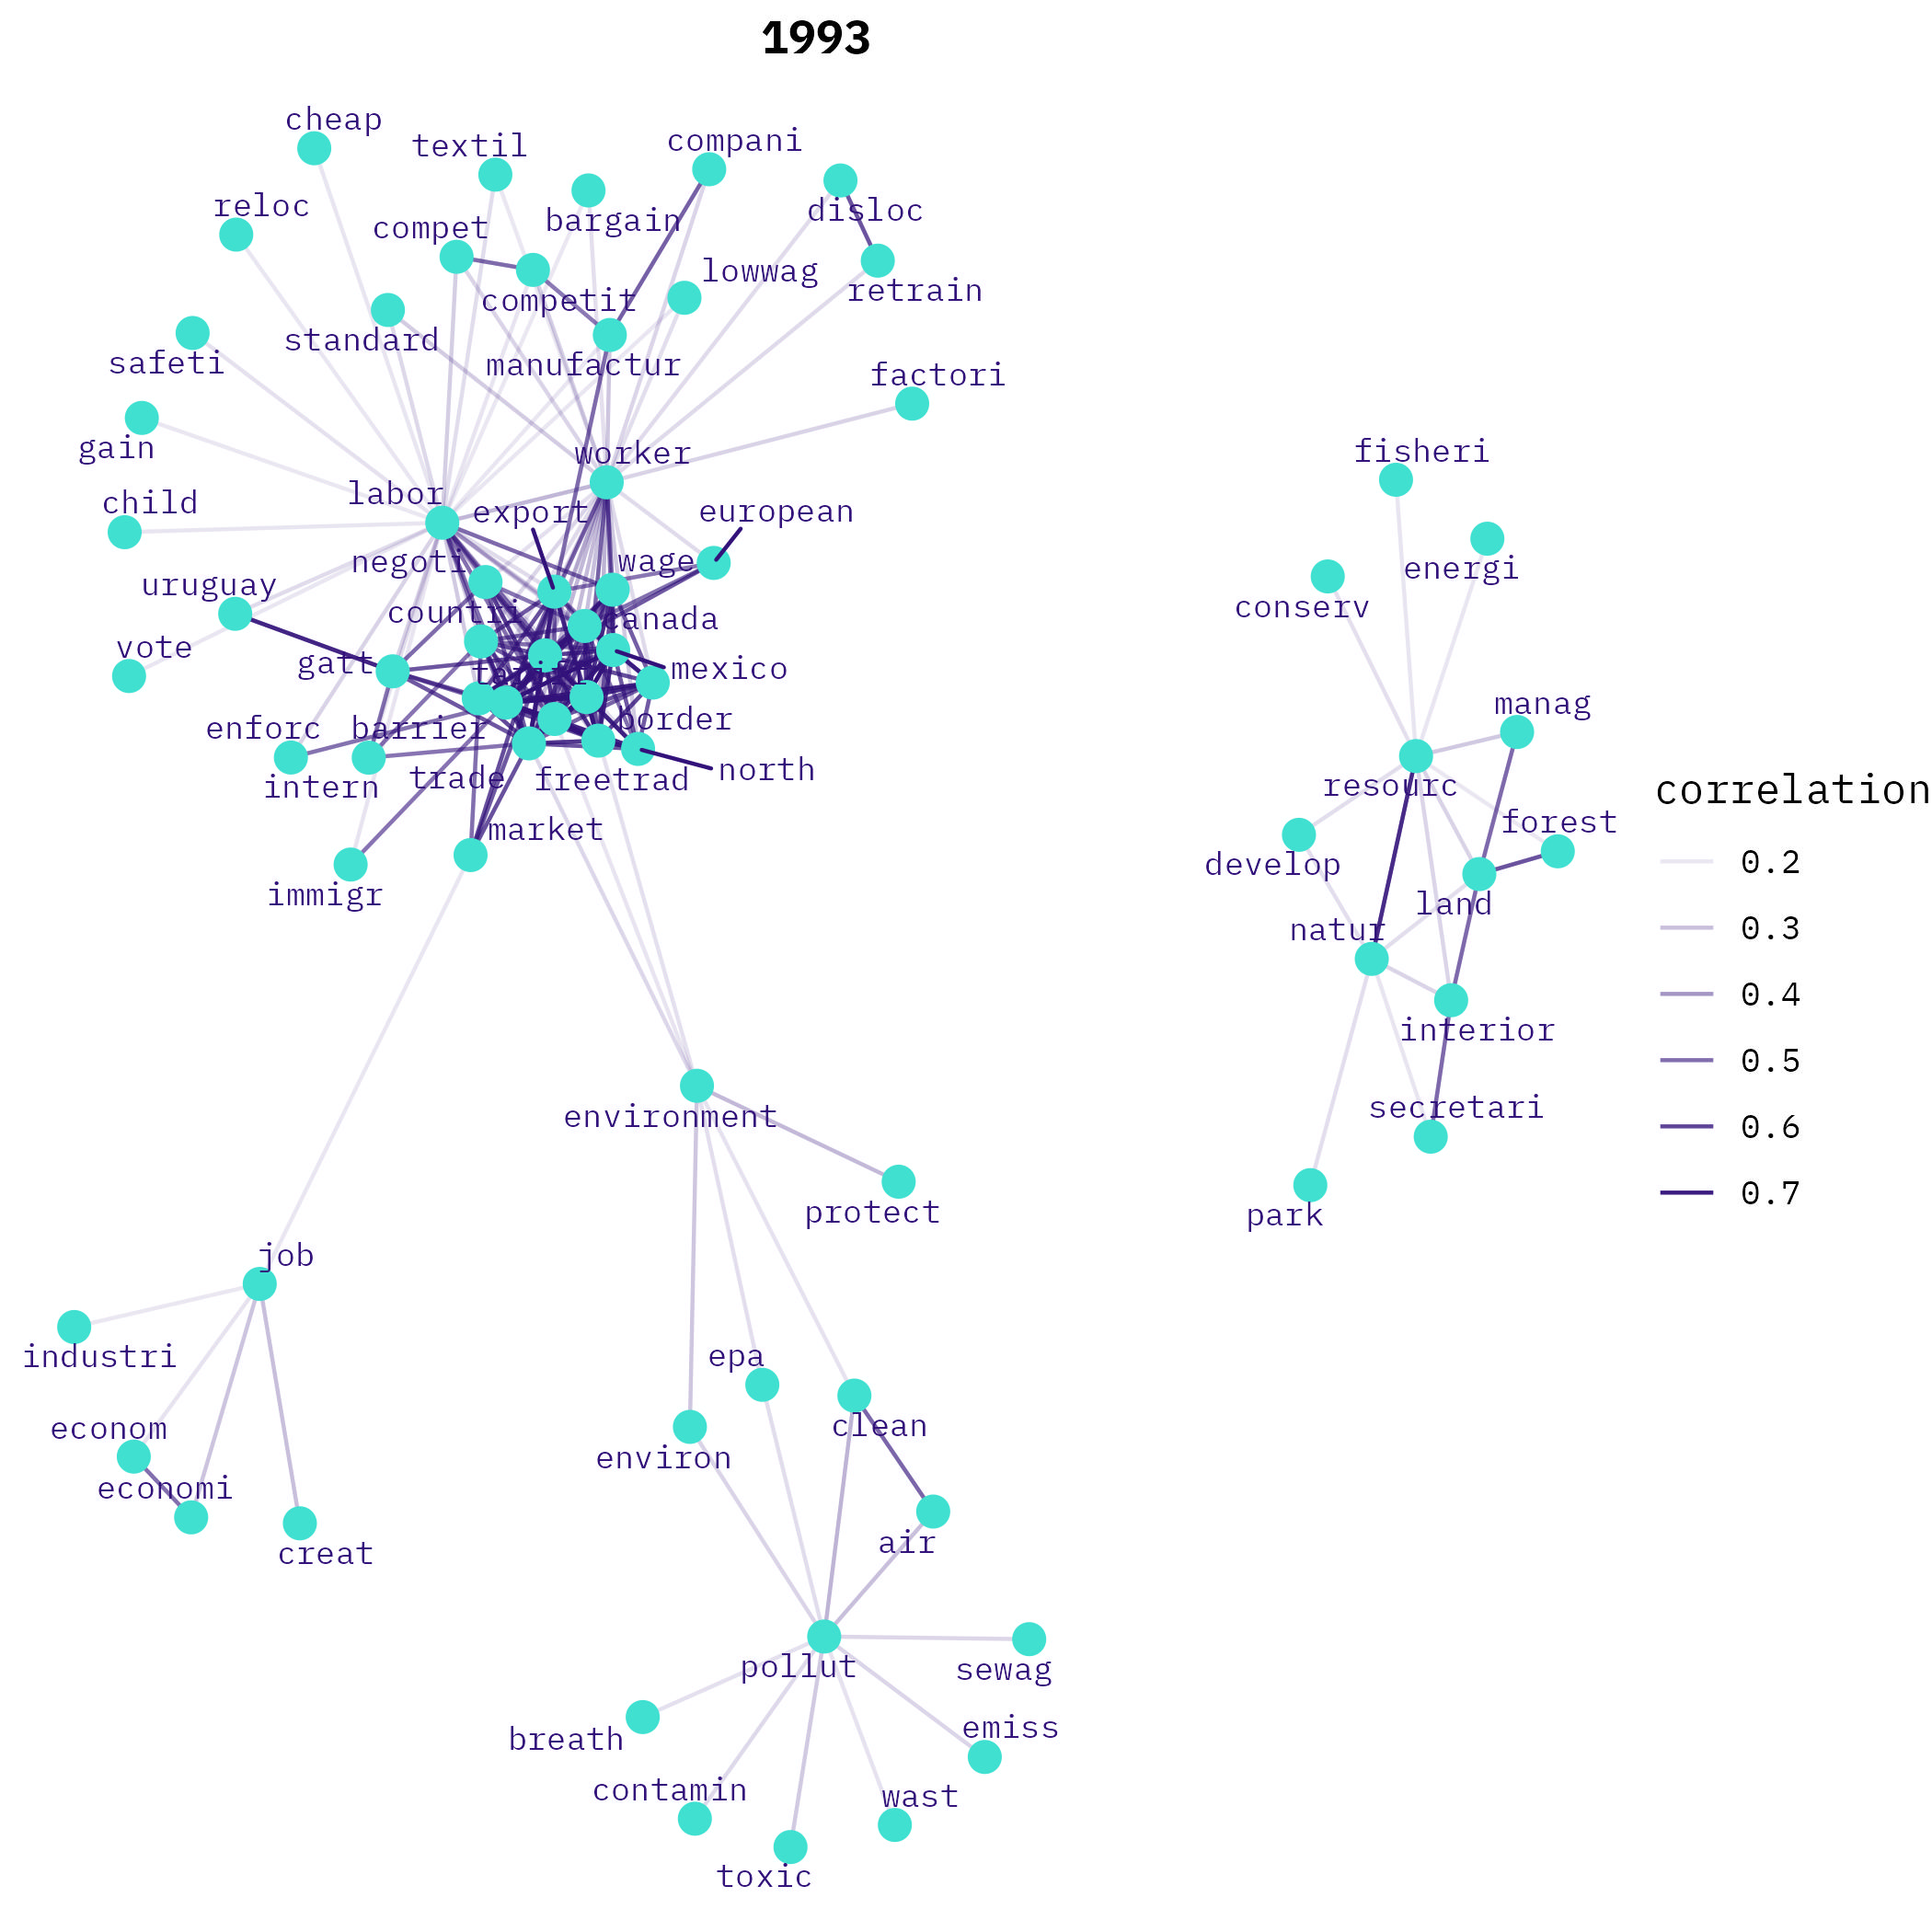 1993
cheap
textil
compani
reloc
compet
bargain
disloc
lowwag
competit
retrain
standard
safeti
manufactur
factori
gain
worker
fisheri
labor
child
export
european
negoti
wage
energi
uruguay
countri
canada
conserv
vote
gatt
tariff
mexico
manag
enforc
barrier
border
intern
trade
freetrad
north
resourc
market
forest
immigr
develop
land
natur
interior
environment
secretari
protect
park
job
industri
epa
econom
clean
environ
economi
air
creat
pollut
sewag
breath
emiss
contamin
wast
toxic
correlation
0.2
0.3
0.4
0.5
0.6
0.7